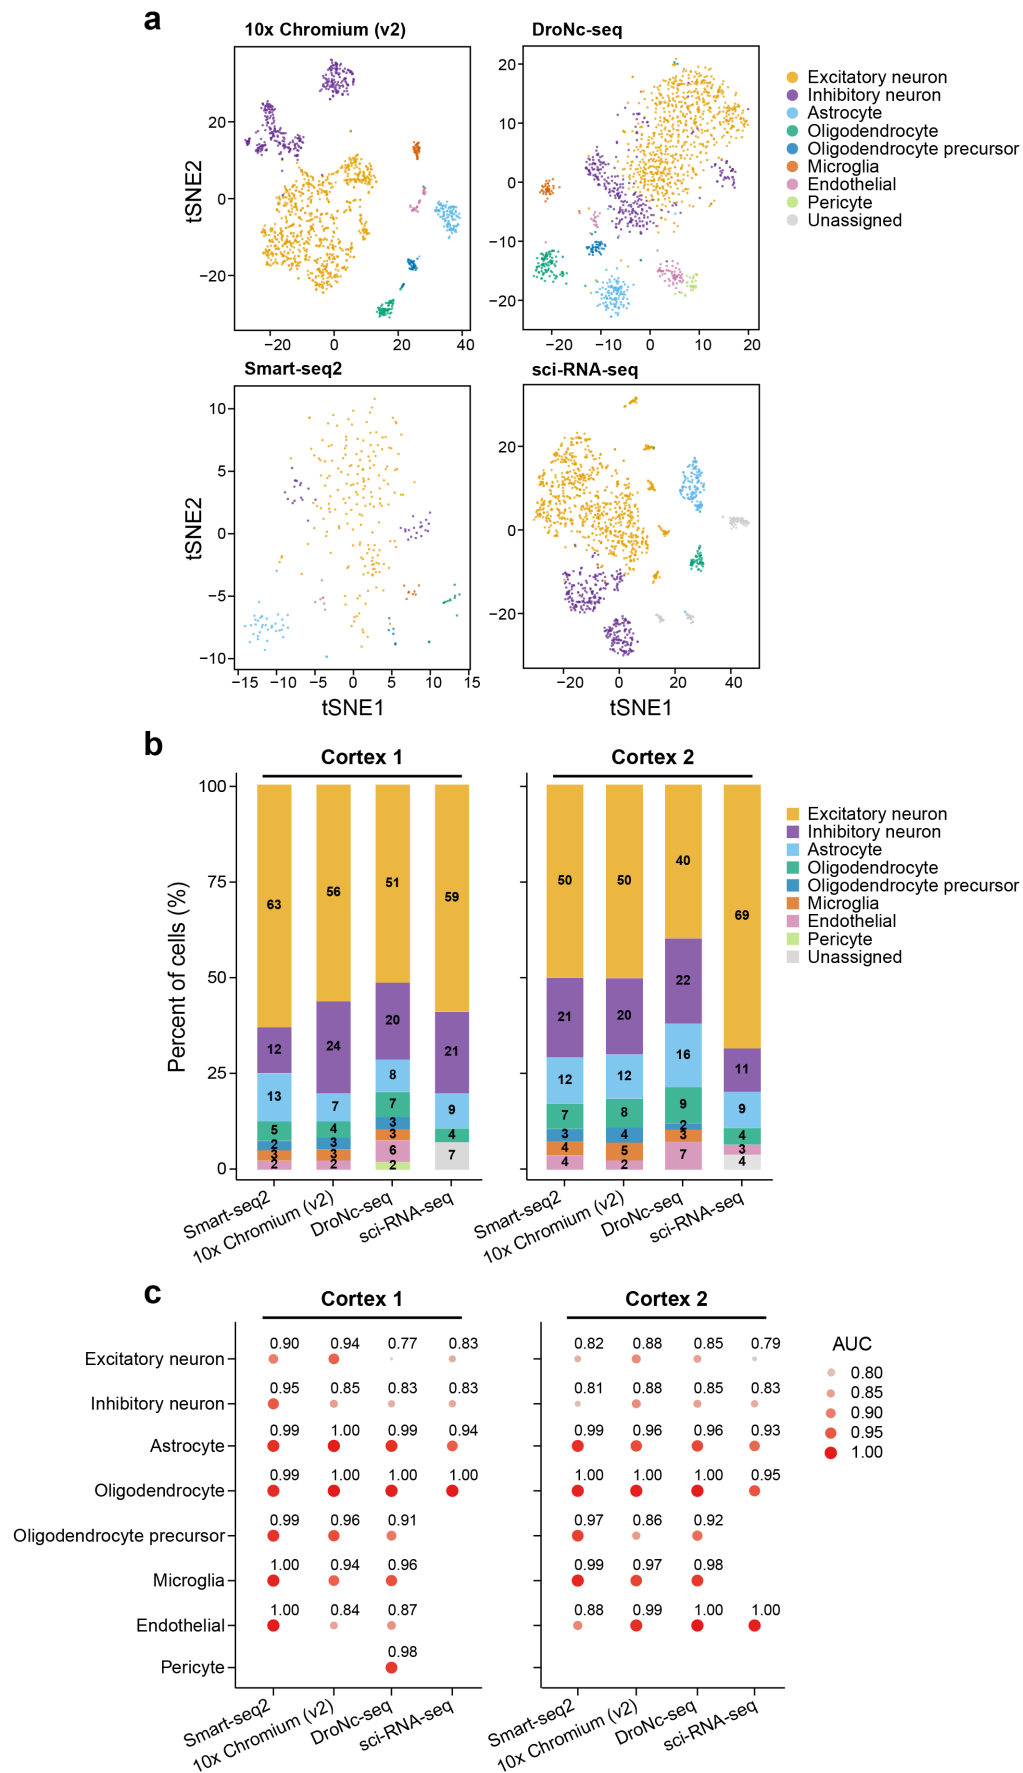 a
10x Chromium (v2)
DroNc-seq
tSNE2
20
0
−20
−20
0
20
40
20
10
0
−10
−20
−20
−10
0
10
20
Excitatory neuron
Inhibitory neuron
Astrocyte
Oligodendrocyte
Oligodendrocyte precursor
Microglia
Endothelial
Pericyte
Unassigned
Smart-seq2
sci-RNA-seq
tSNE2
10
5
0
−5
−10
−15
−10
−5
0
5
10
15
tSNE1
20
0
−20
−20
0
20
40
tSNE1
b
Cortex 1
Cortex 2
Percent of cells (%)
100
75
50
25
0
63
12
13
5
2
3
2
56
24
7
4
3
3
2
51
20
8
7
3
3
6
2
59
21
9
4
7
50
21
12
7
3
4
4
50
20
12
8
4
5
2
40
22
16
9
2
3
7
69
11
9
4
3
4
Excitatory neuron
Inhibitory neuron
Astrocyte
Oligodendrocyte
Oligodendrocyte precursor
Microglia
Endothelial
Pericyte
Unassigned
Smart-seq2
10x Chromium (v2)
DroNc-seq
sci-RNA-seq
Smart-seq2
10x Chromium (v2)
DroNc-seq
sci-RNA-seq
c
Cortex 1
Cortex 2
Excitatory neuron 0.90 0.94 0.77 0.83 0.82 0.88 0.85 0.79
Inhibitory neuron 0.95 0.85 0.83 0.83 0.81 0.88 0.85 0.83
Astrocyte 0.99 1.00 0.99 0.94 0.99 0.96 0.96 0.93
Oligodendrocyte 0.99 1.00 1.00 1.00 1.00 1.00 1.00 0.95
Oligodendrocyte precursor 0.99 0.96 0.91 0.97 0.86 0.92
Microglia 1.00 0.94 0.96 0.99 0.97 0.98
Endothelial 1.00 0.84 0.87 0.88 0.99 1.00 1.00
Pericyte 0.98
AUC
0.80
0.85
0.90
0.95
1.00
Smart-seq2
10x Chromium (v2)
DroNc-seq
sci-RNA-seq
Smart-seq2
10x Chromium (v2)
DroNc-seq
sci-RNA-seq